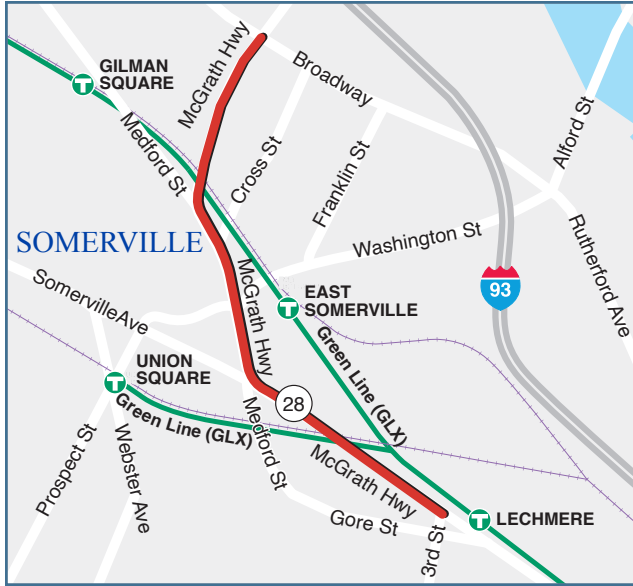 McGrath Hwy
GILMAN
SQUARE
T
Broadway
Alford St
Medford St
Cross St
Franklin St
SOMERVILLE
Washington St
Rutherford Ave
SomervilleAve
McGrath Hwy
T
EAST
SOMERVILLE
93
UNION
SQUARE
T
Green Line (GLX)
28
Green Line (GLX)
Prospect St
Webster Ave
Medford St
McGrath Hwy
Gore St
3rd St
T
LECHMERE